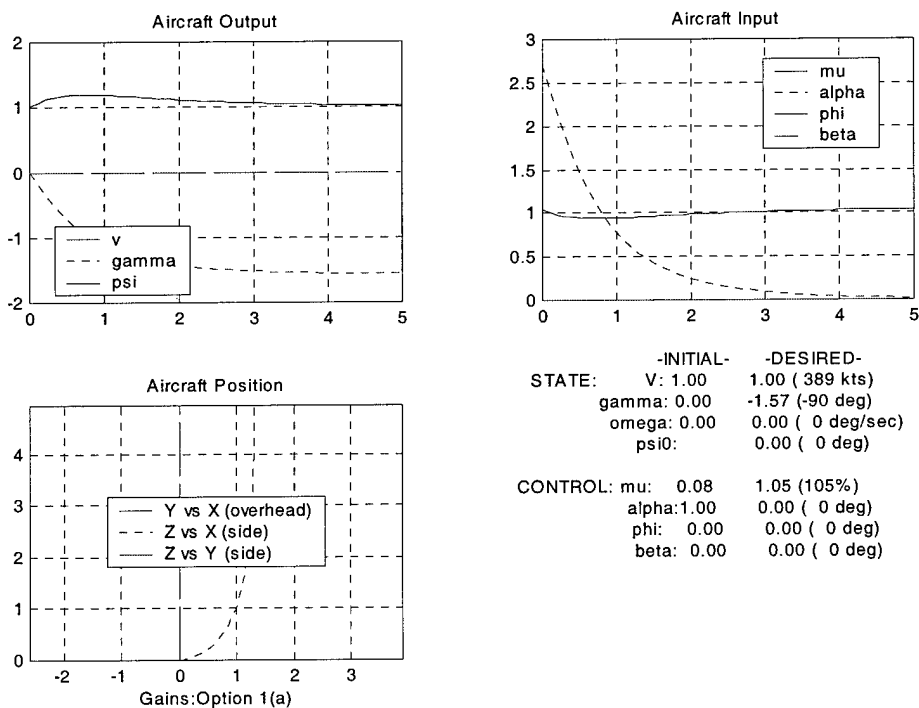 Aircraft Output
2
1
0
-1
-2
0
1
2
3
4
5
v
gamma
psi
Aircraft Input
3
2.5
2
1.5
1
0.5
0
0
1
2
3
4
5
mu
alpha
phi
beta
Aircraft Position
4
3
2
1
0
-2
-1
0
1
2
3
Y vs X (overhead)
Z vs X (side)
Z vs Y (side)
Gains:Option 1(a)
-INITIAL- -DESIRED-
STATE: V: 1.00 1.00 ( 389 kts)
gamma: 0.00 -1.57 (-90 deg)
omega: 0.00 0.00 ( 0 deg/sec)
psi0: 0.00 ( 0 deg)
CONTROL: mu: 0.08 1.05 (105%)
alpha:1.00 0.00 ( 0 deg)
phi: 0.00 0.00 ( 0 deg)
beta: 0.00 0.00 ( 0 deg)